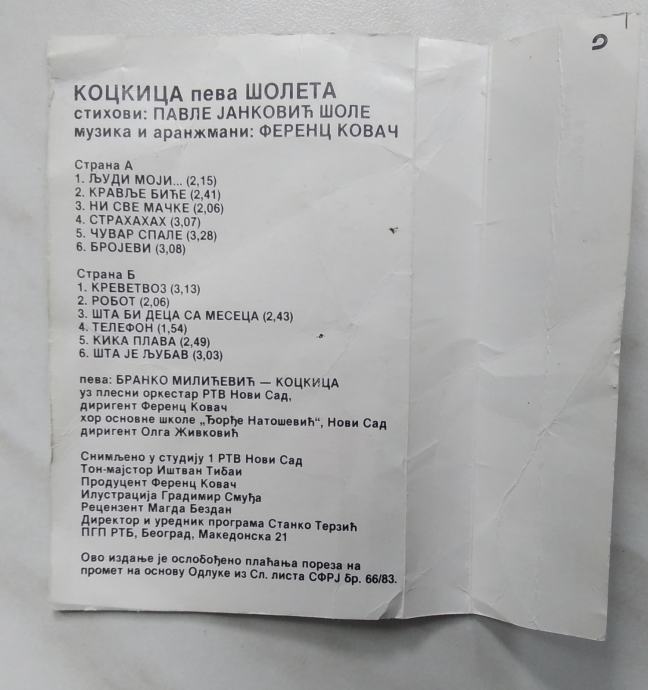 КОЦКИЦА пева ШОЛЕТА
стихови: ПАВЛЕ ЈАНКОВИЋ ШОЛЕ
музика и аранжмани: ФЕРЕНЦ КОВАЧ
Страна А
1. ЉУДИ МОЈИ... (2,15)
2. КРАВЉЕ БИЋЕ (2,41)
3. НИ СВЕ МАЧКЕ (2,06)
4. СТРАХАХАХ (3,07)
5. ЧУВАР СПАЛЕ (3,28)
6. БРОЈЕВИ (3,08)
Страна Б
1. КРЕВЕТВОЗ (3,13)
2. РОБОТ (2,06)
3. ШТА БИ ДЕЦА СА МЕСЕЦА (2,43)
4. ТЕЛЕФОН (1,54)
5. КИКА ПЛАВА (2,49)
6. ШТА ЈЕ ЉУБАВ (3,03)
пева: БРАНКО МИЛИЋЕВИЋ — КОЦКИЦА
уз плесни оркестар РТВ Нови Сад,
диригент Ференц Ковач
хор основне школе „Ђорђе Натошевић“, Нови Сад
диригент Олга Живковић
Снимљено у студију 1 РТВ Нови Сад
Тон-мајстор Иштван Тибаи
Продуцент Ференц Ковач
Илустрација Градимир Смуђа
Рецензент Магда Бездан
Директор и уредник програма Станко Терзић
ПГП РТБ, Београд, Македонска 21
Ово издање је ослобођено плаћања пореза на
промет на основу Одлуке из Сл. листа СФРЈ бр. 66/83.